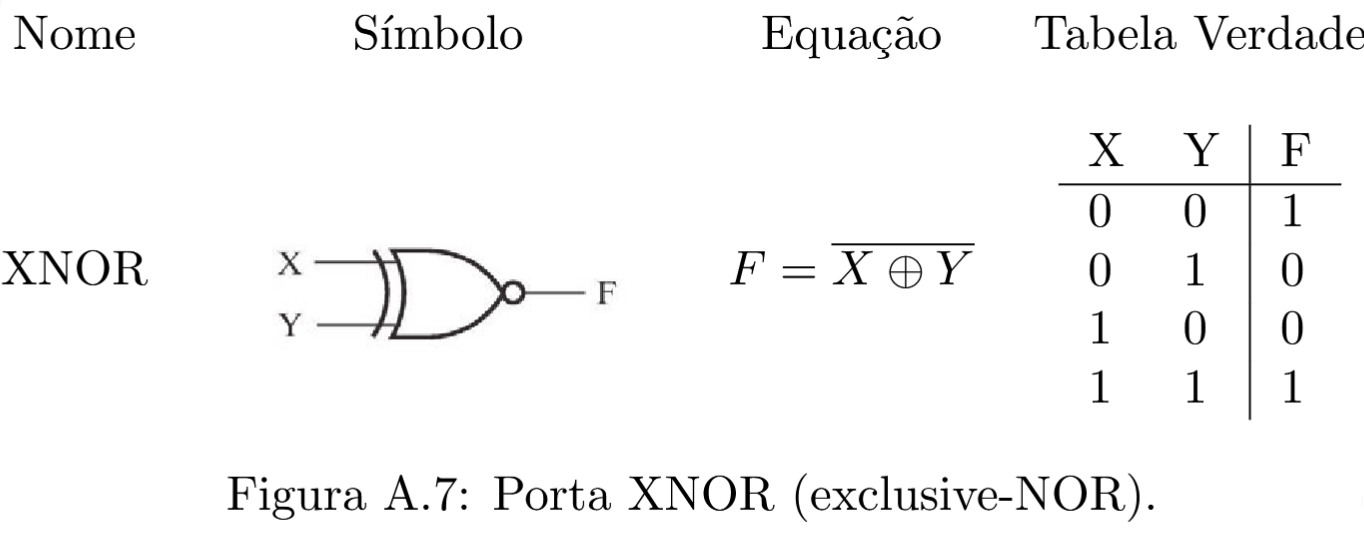 Nome Símbolo Equação Tabela Verdade
X Y F
0 0 1
XNOR X F F = \overline{X ⊕ Y} 0 1 0
Y 1 0 0
1 1 1
Figura A.7: Porta XNOR (exclusive-NOR).